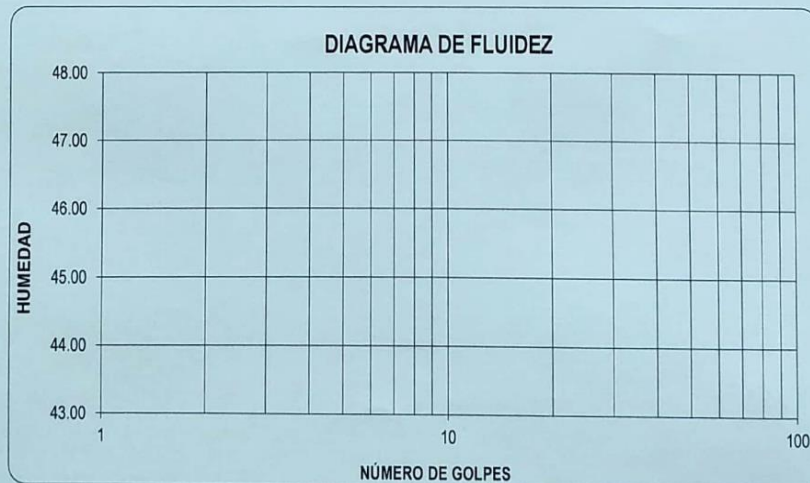 DIAGRAMA DE FLUIDEZ
48.00
47.00
46.00
45.00
44.00
43.00
HUMEDAD
1 10 100
NÚMERO DE GOLPES